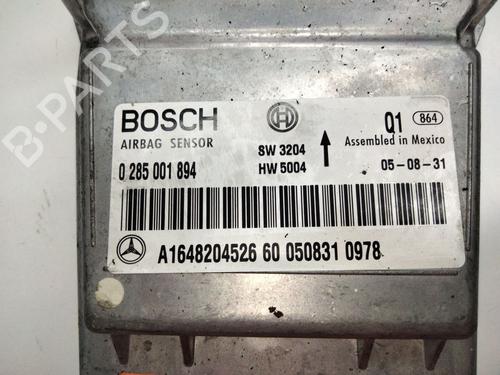 BOSCH
AIRBAG SENSOR
0 285 001 894
SW 3204
HW 5004
Q1 864
Assembled in Mexico
05-08-31
A1648204526 60 050831 0978
B-PARTS